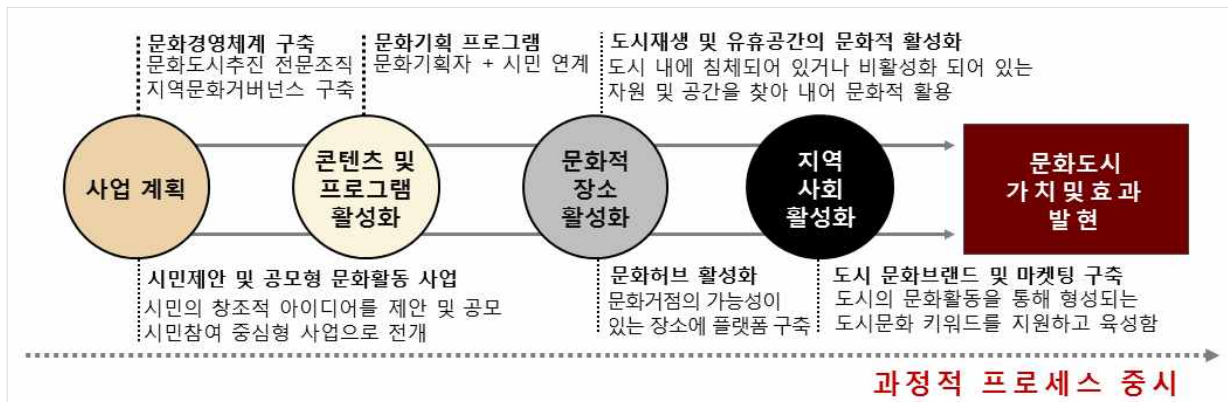 문화경영체계 구축
문화도시추진 전문조직
지역문화거버넌스 구축
문화기획 프로그램
문화기획자 + 시민 연계
도시재생 및 유휴공간의 문화적 활성화
도시 내에 침체되어 있거나 비활성화 되어 있는
자원 및 공간을 찾아 내어 문화적 활용
사업 계획
콘텐츠 및
프로그램
활성화
문화적
장소
활성화
지역
사회
활성화
문화도시
가치및효과
발현
시민제안 및 공모형 문화활동 사업
시민의 창조적 아이디어를 제안 및 공모
시민참여 중심형 사업으로 전개
문화허브 활성화
문화거점의 가능성이
있는 장소에 플랫폼 구축
도시 문화브랜드 및 마켓팅 구축
도시의 문화활동을 통해 형성되는
도시문화 키워드를 지원하고 육성함
과정적 프로세스 중시